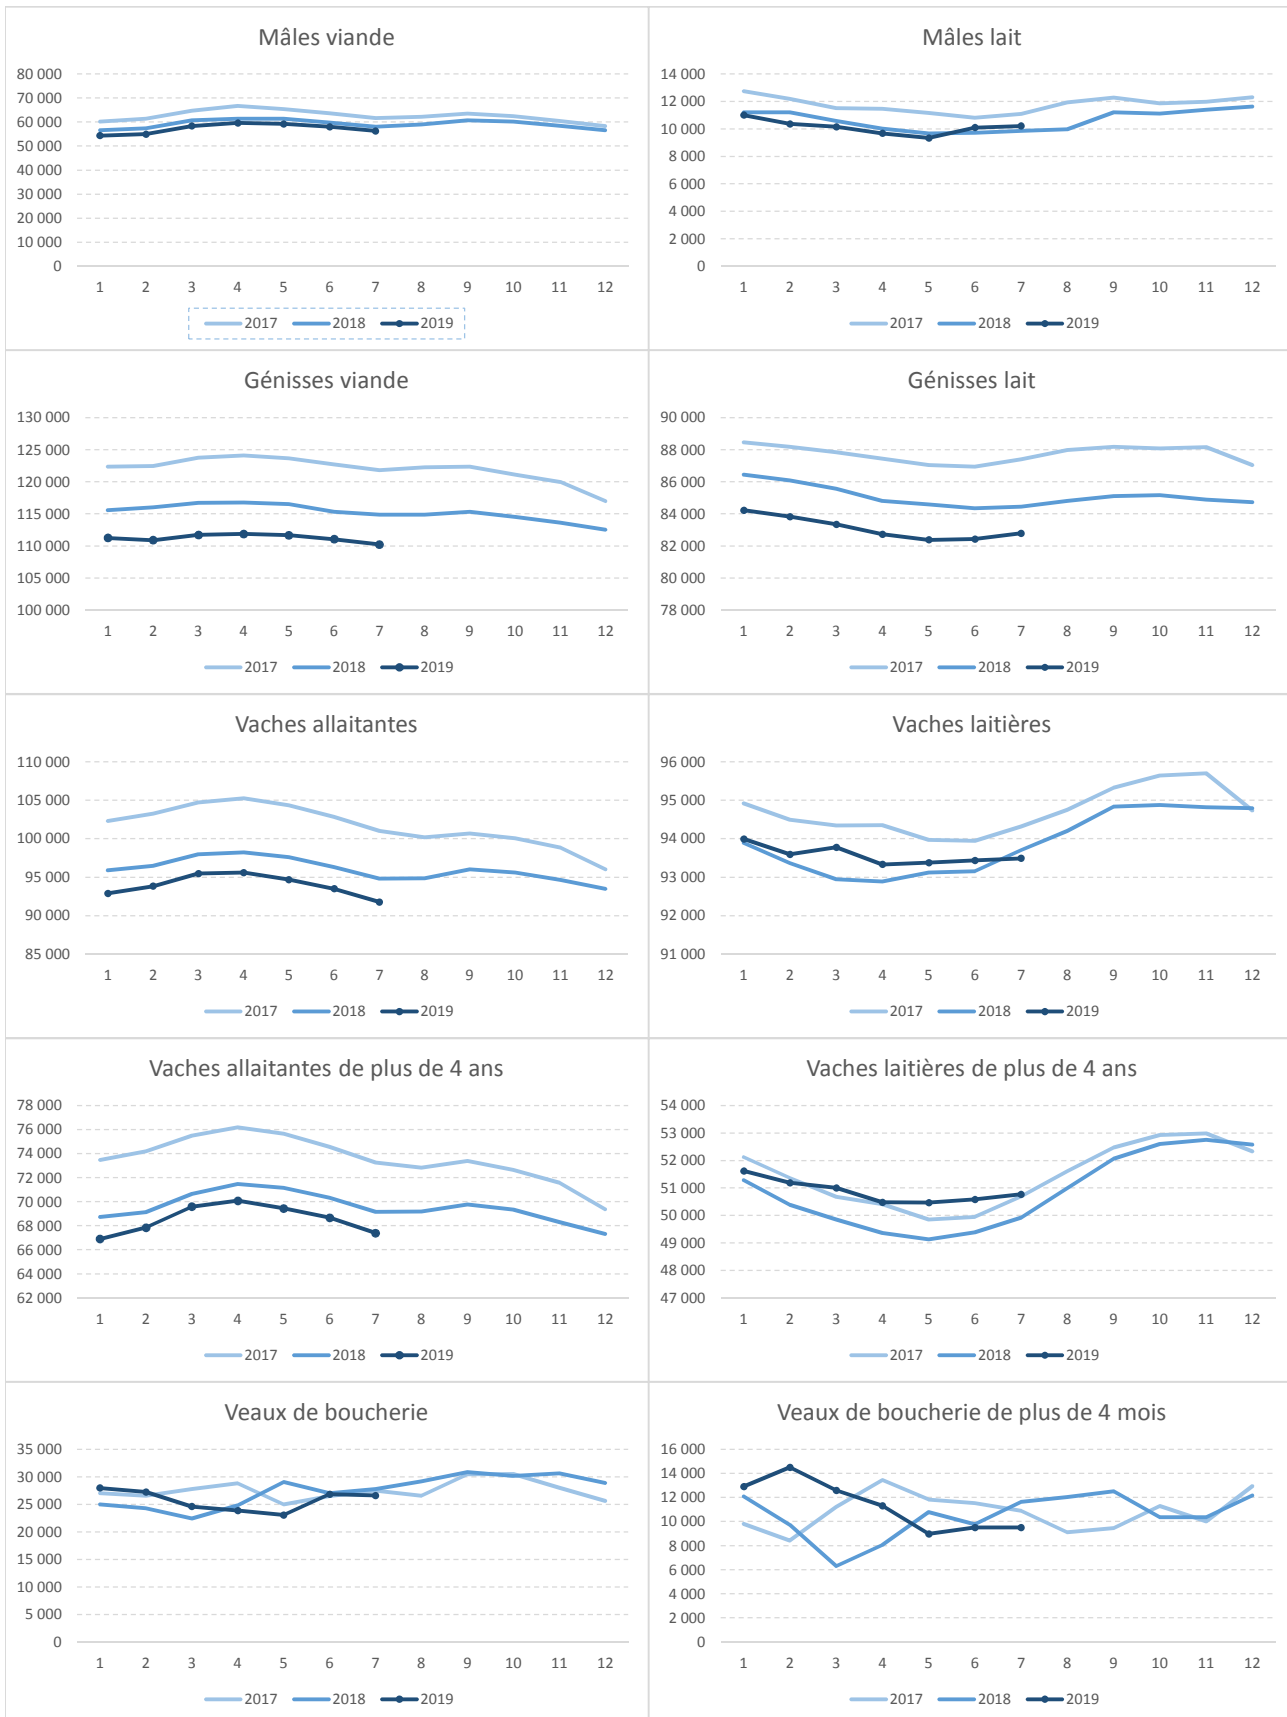 Mâles viande
80 000
70 000
60 000
50 000
40 000
30 000
20 000
10 000
0
1 2 3 4 5 6 7 8 9 10 11 12
2017 2018 2019
Mâles lait
14 000
12 000
10 000
8 000
6 000
4 000
2 000
0
1 2 3 4 5 6 7 8 9 10 11 12
2017 2018 2019
Génisses viande
130 000
125 000
120 000
115 000
110 000
105 000
100 000
1 2 3 4 5 6 7 8 9 10 11 12
2017 2018 2019
Génisses lait
90 000
88 000
86 000
84 000
82 000
80 000
78 000
1 2 3 4 5 6 7 8 9 10 11 12
2017 2018 2019
Vaches allaitantes
110 000
105 000
100 000
95 000
90 000
85 000
1 2 3 4 5 6 7 8 9 10 11 12
2017 2018 2019
Vaches laitières
96 000
95 000
94 000
93 000
92 000
91 000
1 2 3 4 5 6 7 8 9 10 11 12
2017 2018 2019
Vaches allaitantes de plus de 4 ans
78 000
76 000
74 000
72 000
70 000
68 000
66 000
64 000
62 000
1 2 3 4 5 6 7 8 9 10 11 12
2017 2018 2019
Vaches laitières de plus de 4 ans
54 000
53 000
52 000
51 000
50 000
49 000
48 000
47 000
1 2 3 4 5 6 7 8 9 10 11 12
2017 2018 2019
Veaux de boucherie
35 000
30 000
25 000
20 000
15 000
10 000
5 000
0
1 2 3 4 5 6 7 8 9 10 11 12
2017 2018 2019
Veaux de boucherie de plus de 4 mois
16 000
14 000
12 000
10 000
8 000
6 000
4 000
2 000
0
1 2 3 4 5 6 7 8 9 10 11 12
2017 2018 2019